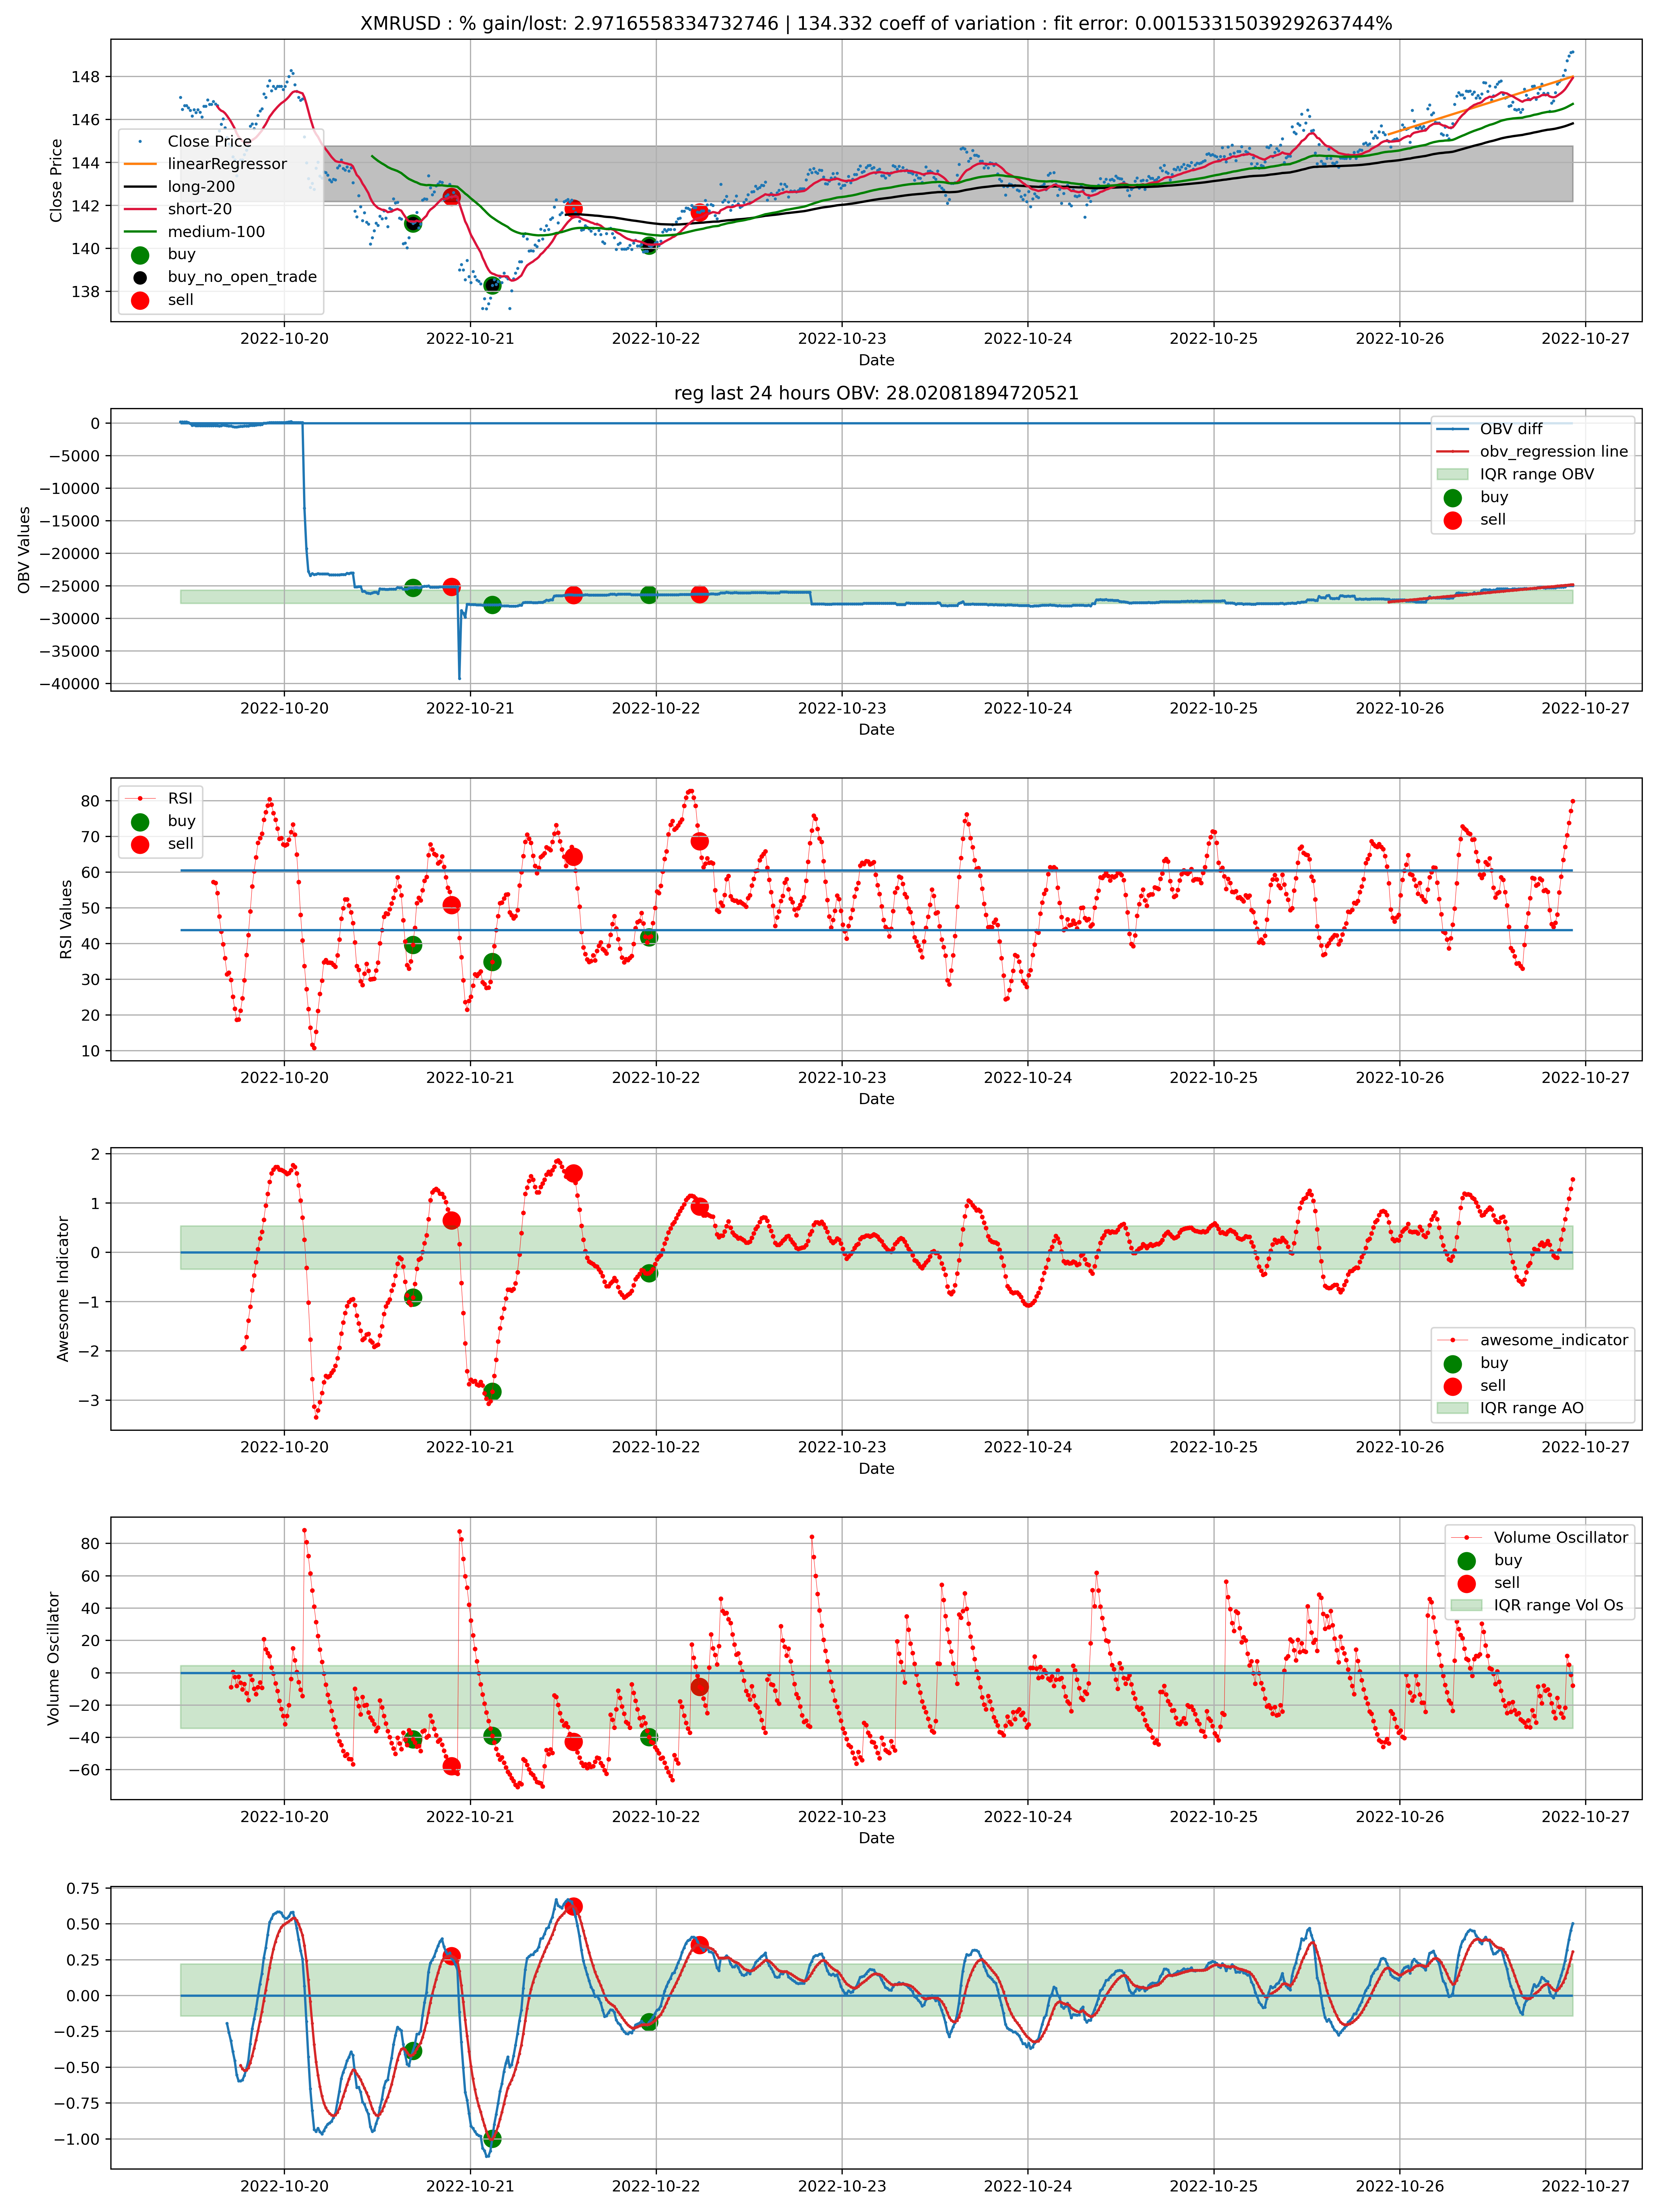 XMRUSD : % gain/lost: 2.9716558334732746 | 134.332 coeff of variation : fit error: 0.0015331503929263744%
Close Price
148
146
144
142
140
138
Close Price
linearRegressor
long-200
short-20
medium-100
buy
buy_no_open_trade
sell
2022-10-20 2022-10-21 2022-10-22 2022-10-23 2022-10-24 2022-10-25 2022-10-26 2022-10-27
Date
reg last 24 hours OBV: 28.02081894720521
OBV Values
0
−5000
−10000
−15000
−20000
−25000
−30000
−35000
−40000
OBV diff
obv_regression line
IQR range OBV
buy
sell
2022-10-20 2022-10-21 2022-10-22 2022-10-23 2022-10-24 2022-10-25 2022-10-26 2022-10-27
Date
RSI Values
80
70
60
50
40
30
20
10
RSI
buy
sell
2022-10-20 2022-10-21 2022-10-22 2022-10-23 2022-10-24 2022-10-25 2022-10-26 2022-10-27
Date
Awesome Indicator
2
1
0
−1
−2
−3
awesome_indicator
buy
sell
IQR range AO
2022-10-20 2022-10-21 2022-10-22 2022-10-23 2022-10-24 2022-10-25 2022-10-26 2022-10-27
Date
Volume Oscillator
80
60
40
20
0
−20
−40
−60
Volume Oscillator
buy
sell
IQR range Vol Os
2022-10-20 2022-10-21 2022-10-22 2022-10-23 2022-10-24 2022-10-25 2022-10-26 2022-10-27
Date
0.75
0.50
0.25
0.00
−0.25
−0.50
−0.75
−1.00
2022-10-20 2022-10-21 2022-10-22 2022-10-23 2022-10-24 2022-10-25 2022-10-26 2022-10-27